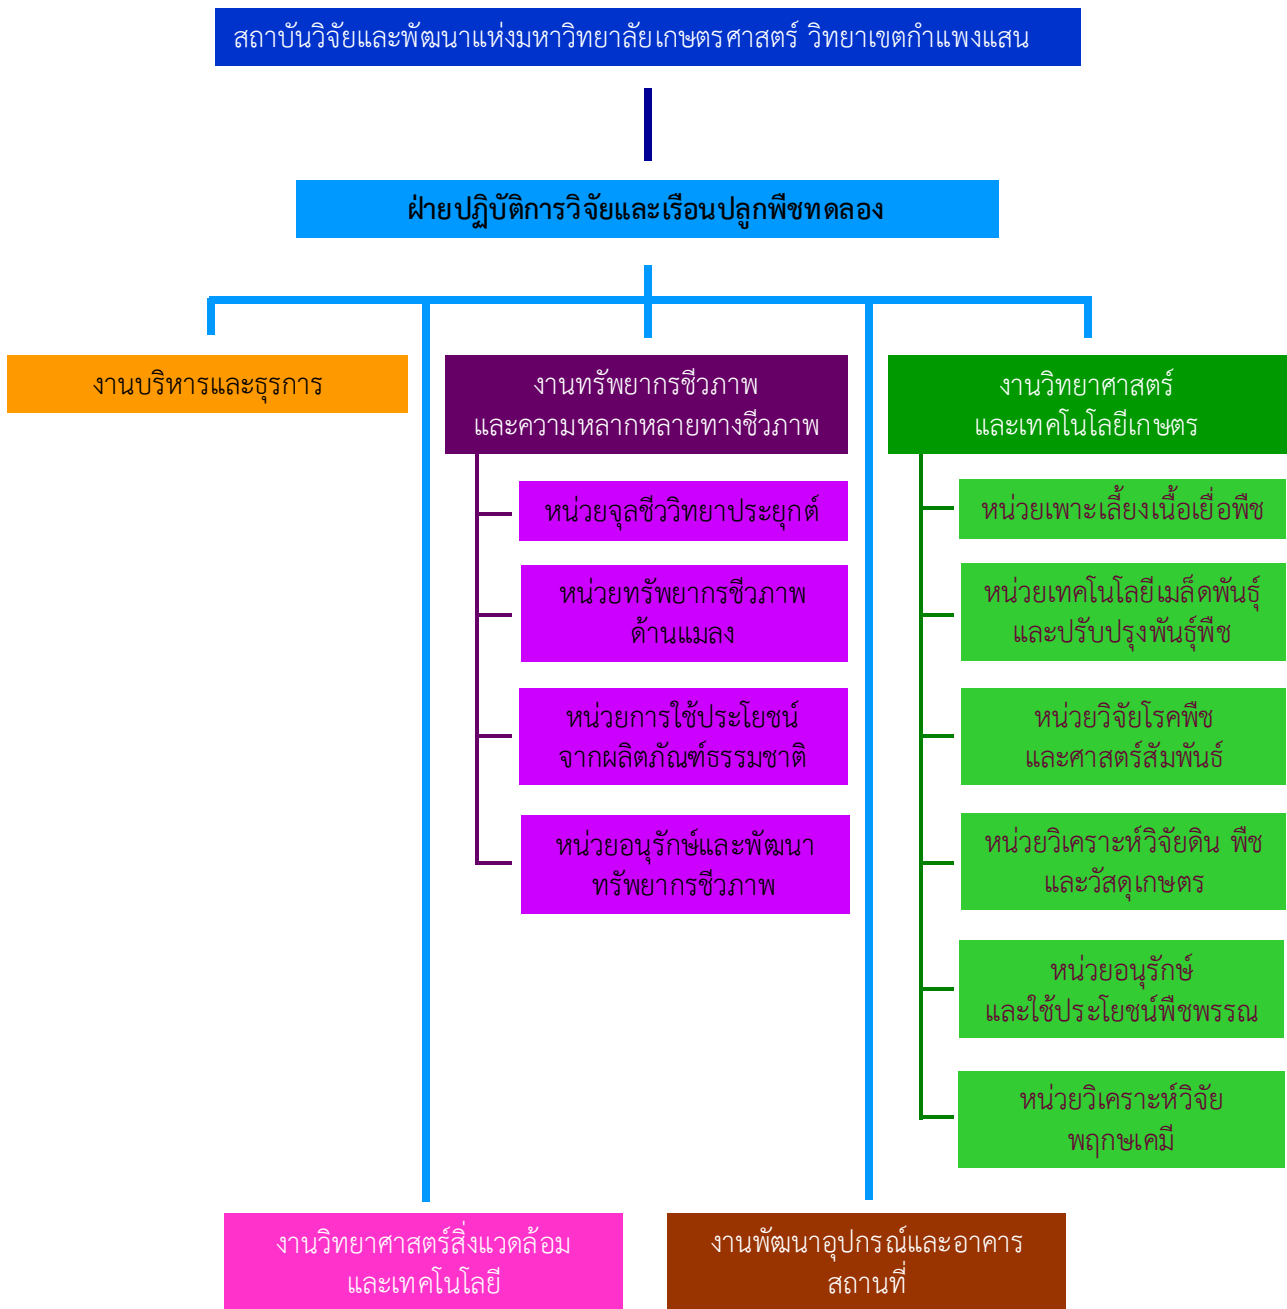 สถาบันวิจัยและพัฒนาแห่งมหาวิทยาลัยเกษตรศาสตร์ วิทยาเขตกำแพงแสน
ฝ่ายปฏิบัติการวิจัยและเรือนปลูกพืชทดลอง
งานบริหารและธุรการ
งานทรัพยากรชีวภาพ
และความหลากหลายทางชีวภาพ
หน่วยจุลชีววิทยาประยุกต์
หน่วยทรัพยากรชีวภาพ
ด้านแมลง
หน่วยการใช้ประโยชน์
จากผลิตภัณฑ์ธรรมชาติ
หน่วยอนุรักษ์และพัฒนา
ทรัพยากรชีวภาพ
งานวิทยาศาสตร์
และเทคโนโลยีเกษตร
หน่วยเพาะเลี้ยงเนื้อเยื่อพืช
หน่วยเทคโนโลยีเมล็ดพันธุ์
และปรับปรุงพันธุ์พืช
หน่วยวิจัยโรคพืช
และศาสตร์สัมพันธ์
หน่วยวิเคราะห์วิจัยดิน พืช
และวัสดุเกษตร
หน่วยอนุรักษ์
และใช้ประโยชน์พืชพรรณ
หน่วยวิเคราะห์วิจัย
พฤกษเคมี
งานวิทยาศาสตร์สิ่งแวดล้อม
และเทคโนโลยี
งานพัฒนาอุปกรณ์และอาคาร
สถานที่